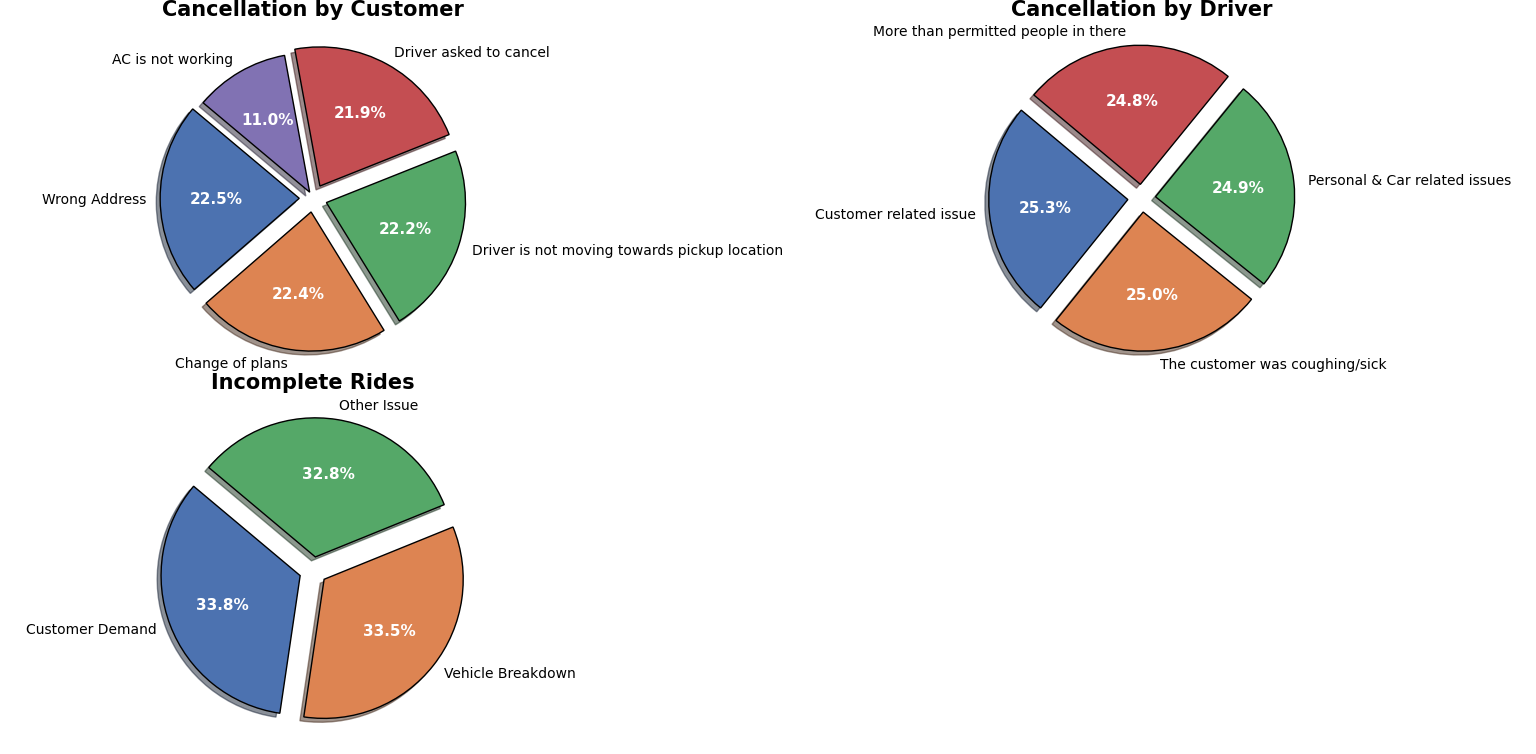 Cancellation by Customer
AC is not working
Driver asked to cancel
11.0%
21.9%
Wrong Address
22.5%
22.2%
Driver is not moving towards pickup location
22.4%
Change of plans
Cancellation by Driver
More than permitted people in there
24.8%
Personal & Car related issues
24.9%
Customer related issue
25.3%
25.0%
The customer was coughing/sick
Incomplete Rides
Other Issue
32.8%
33.8%
Customer Demand
33.5%
Vehicle Breakdown